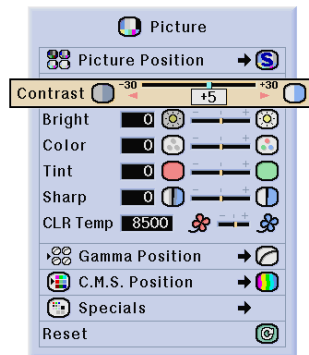 Picture
Picture Position S
Contrast -30 +5 +30
Bright 0 - +
Color 0 - +
Tint 0 - +
Sharp 0 - +
CLR Temp 8500 - +
Gamma Position
C.M.S. Position
Specials
Reset